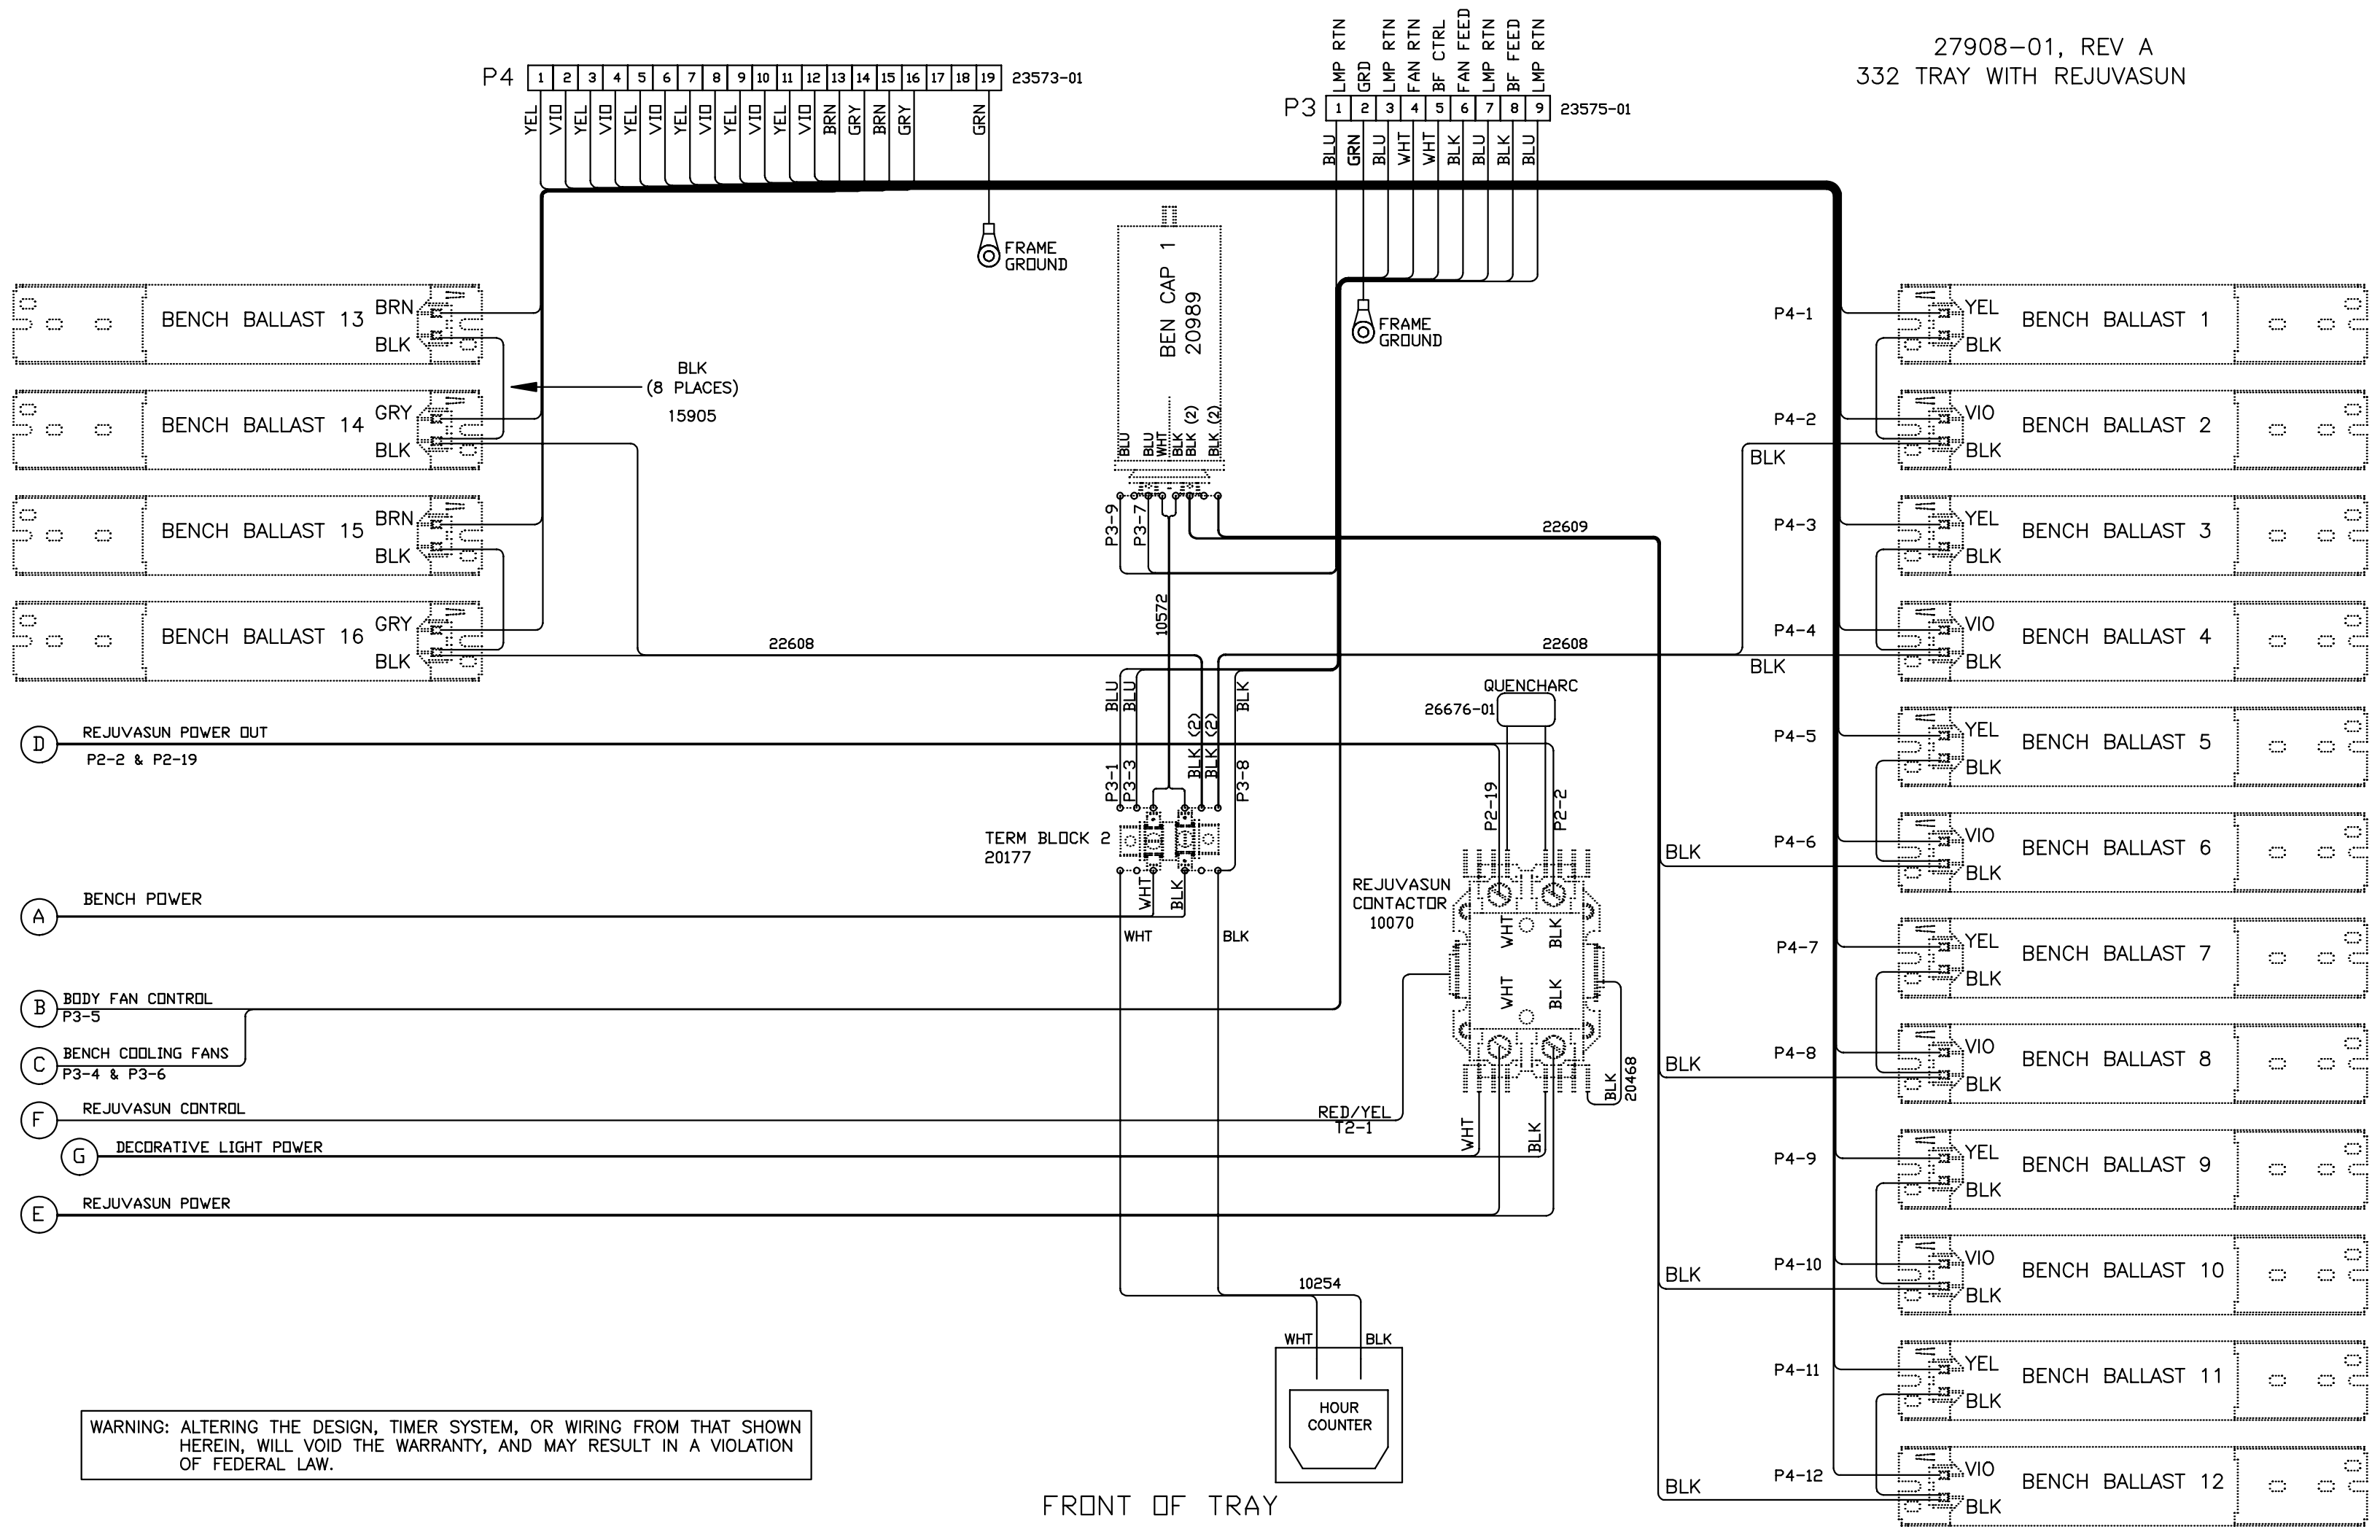 27908-01, REV A
332 TRAY WITH REJUVASUN
P4 1 2 3 4 5 6 7 8 9 10 11 12 13 14 15 16 17 18 19 23573-01
YEL VIO YEL VIO YEL VIO YEL VIO YEL VIO YEL VIO BRN GRY BRN GRY GRN
FRAME
GROUND
LMP RTN
GRD
LMP RTN
FAN RTN
BF CTRL
FAN FEED
LMP RTN
BF FEED
LMP RTN
P3 1 2 3 4 5 6 7 8 9 23575-01
BLU GRN BLU WHT WHT BLK BLU BLK BLU
FRAME
GROUND
BEN CAP 1
20989
BLU BLU WHT BLK BLK (2) BLK (2)
P3-9 P3-7
10572
22609
BENCH BALLAST 13 BRN
BLK
BENCH BALLAST 14 GRY
BLK
BENCH BALLAST 15 BRN
BLK
BENCH BALLAST 16 GRY
BLK
BLK
(8 PLACES)
15905
22608
22608
BLU BLU BLK (2) BLK (2) BLK
P3-1 P3-3 P3-8
TERM BLOCK 2
20177
WHT BLK
WHT BLK
D REJUVASUN POWER OUT
P2-2 & P2-19
A BENCH POWER
B BODY FAN CONTROL
P3-5
C BENCH COOLING FANS
P3-4 & P3-6
F REJUVASUN CONTROL
G DECORATIVE LIGHT POWER
E REJUVASUN POWER
QUENCHARC
26676-01
P2-19 P2-2
REJUVASUN
CONTACTOR
10070
WHT BLK
WHT BLK
RED/YEL
T2-1
WHT BLK
BLK
20468
10254
WHT BLK
HOUR
COUNTER
P4-1 YEL BENCH BALLAST 1
BLK
P4-2 VIO BENCH BALLAST 2
BLK BLK
P4-3 YEL BENCH BALLAST 3
BLK
P4-4 VIO BENCH BALLAST 4
BLK BLK
P4-5 YEL BENCH BALLAST 5
BLK
P4-6 VIO BENCH BALLAST 6
BLK BLK
P4-7 YEL BENCH BALLAST 7
BLK
P4-8 VIO BENCH BALLAST 8
BLK BLK
P4-9 YEL BENCH BALLAST 9
BLK
P4-10 VIO BENCH BALLAST 10
BLK BLK
P4-11 YEL BENCH BALLAST 11
BLK
P4-12 VIO BENCH BALLAST 12
BLK BLK
WARNING: ALTERING THE DESIGN, TIMER SYSTEM, OR WIRING FROM THAT SHOWN
HEREIN, WILL VOID THE WARRANTY, AND MAY RESULT IN A VIOLATION
OF FEDERAL LAW.
FRONT OF TRAY